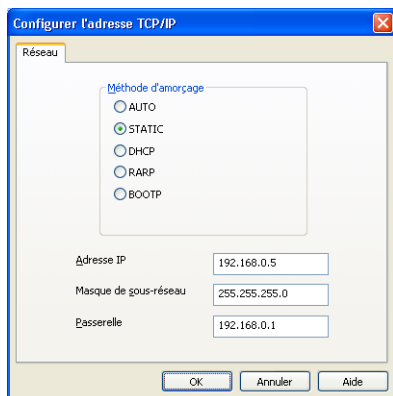 Configurer l'adresse TCP/IP
Réseau
Méthode d'amorçage
AUTO
STATIC
DHCP
RARP
BOOTP
Adresse IP 192.168.0.5
Masque de sous-réseau 255.255.255.0
Passerelle 192.168.0.1
OK Annuler Aide